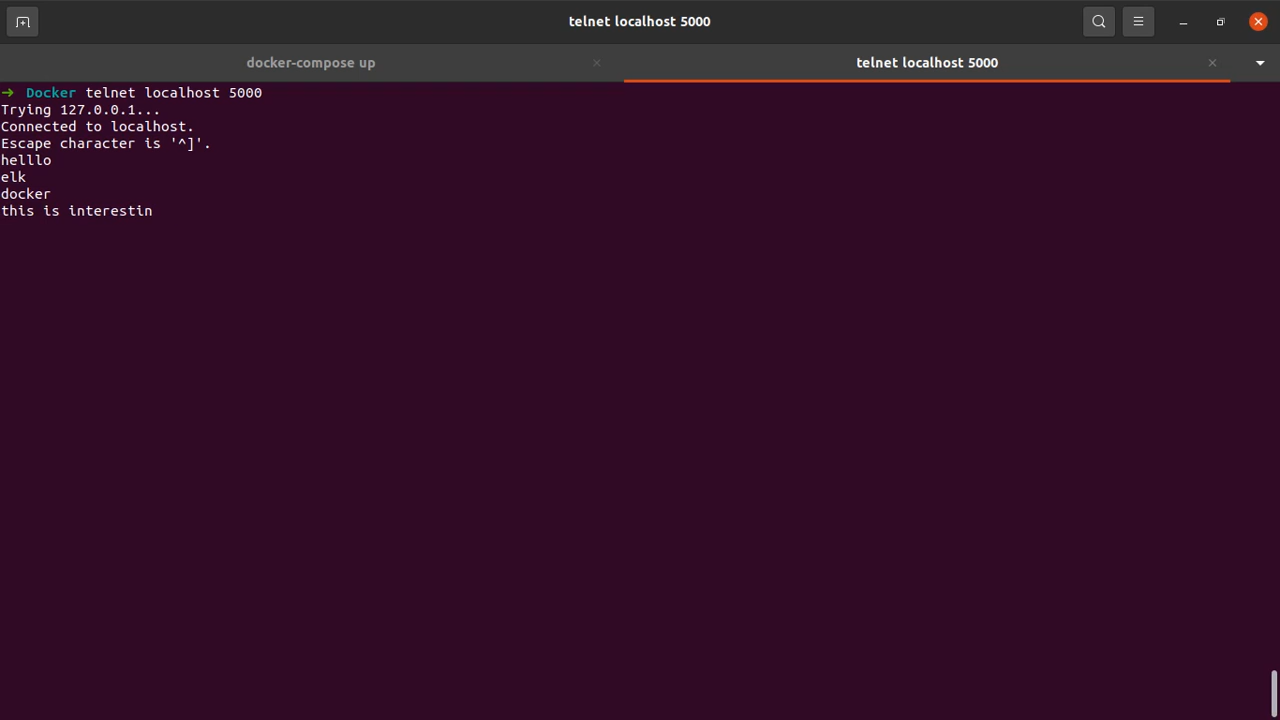 telnet localhost 5000
docker-compose up
telnet localhost 5000
➜ Docker telnet localhost 5000
Trying 127.0.0.1...
Connected to localhost.
Escape character is '^]'.
helllo
elk
docker
this is interestin